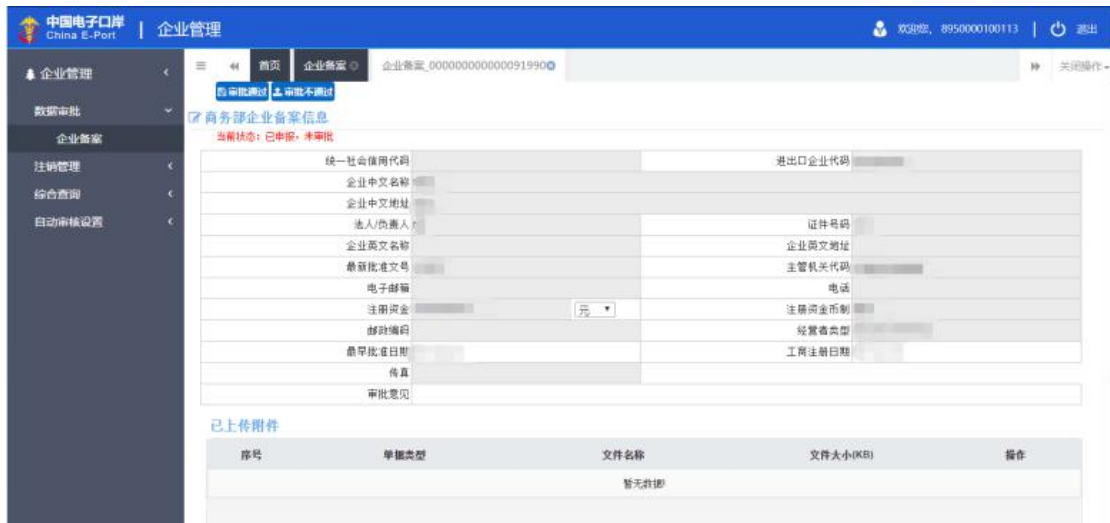 中国电子口岸
China E-Port
企业管理
欢迎您，8950000100113
退出
企业管理
首页
企业备案
企业备案_000000000000091990
关闭操作
审批通过 审批不通过
数据审批
企业备案
注销管理
综合查询
自动审核设置
商务部企业备案信息
当前状态：已申报，未审批
统一社会信用代码 进出口企业代码
企业中文名称
企业中文地址
法人/负责人 证件号码
企业英文名称 企业英文地址
最新批准文号 主管机关代码
电子邮箱 电话
注册资金 元 注册资金币制
邮政编码 经营者类型
最早批准日期 工商注册日期
传真
审批意见
已上传附件
序号 单据类型 文件名称 文件大小(KB) 操作
暂无数据!